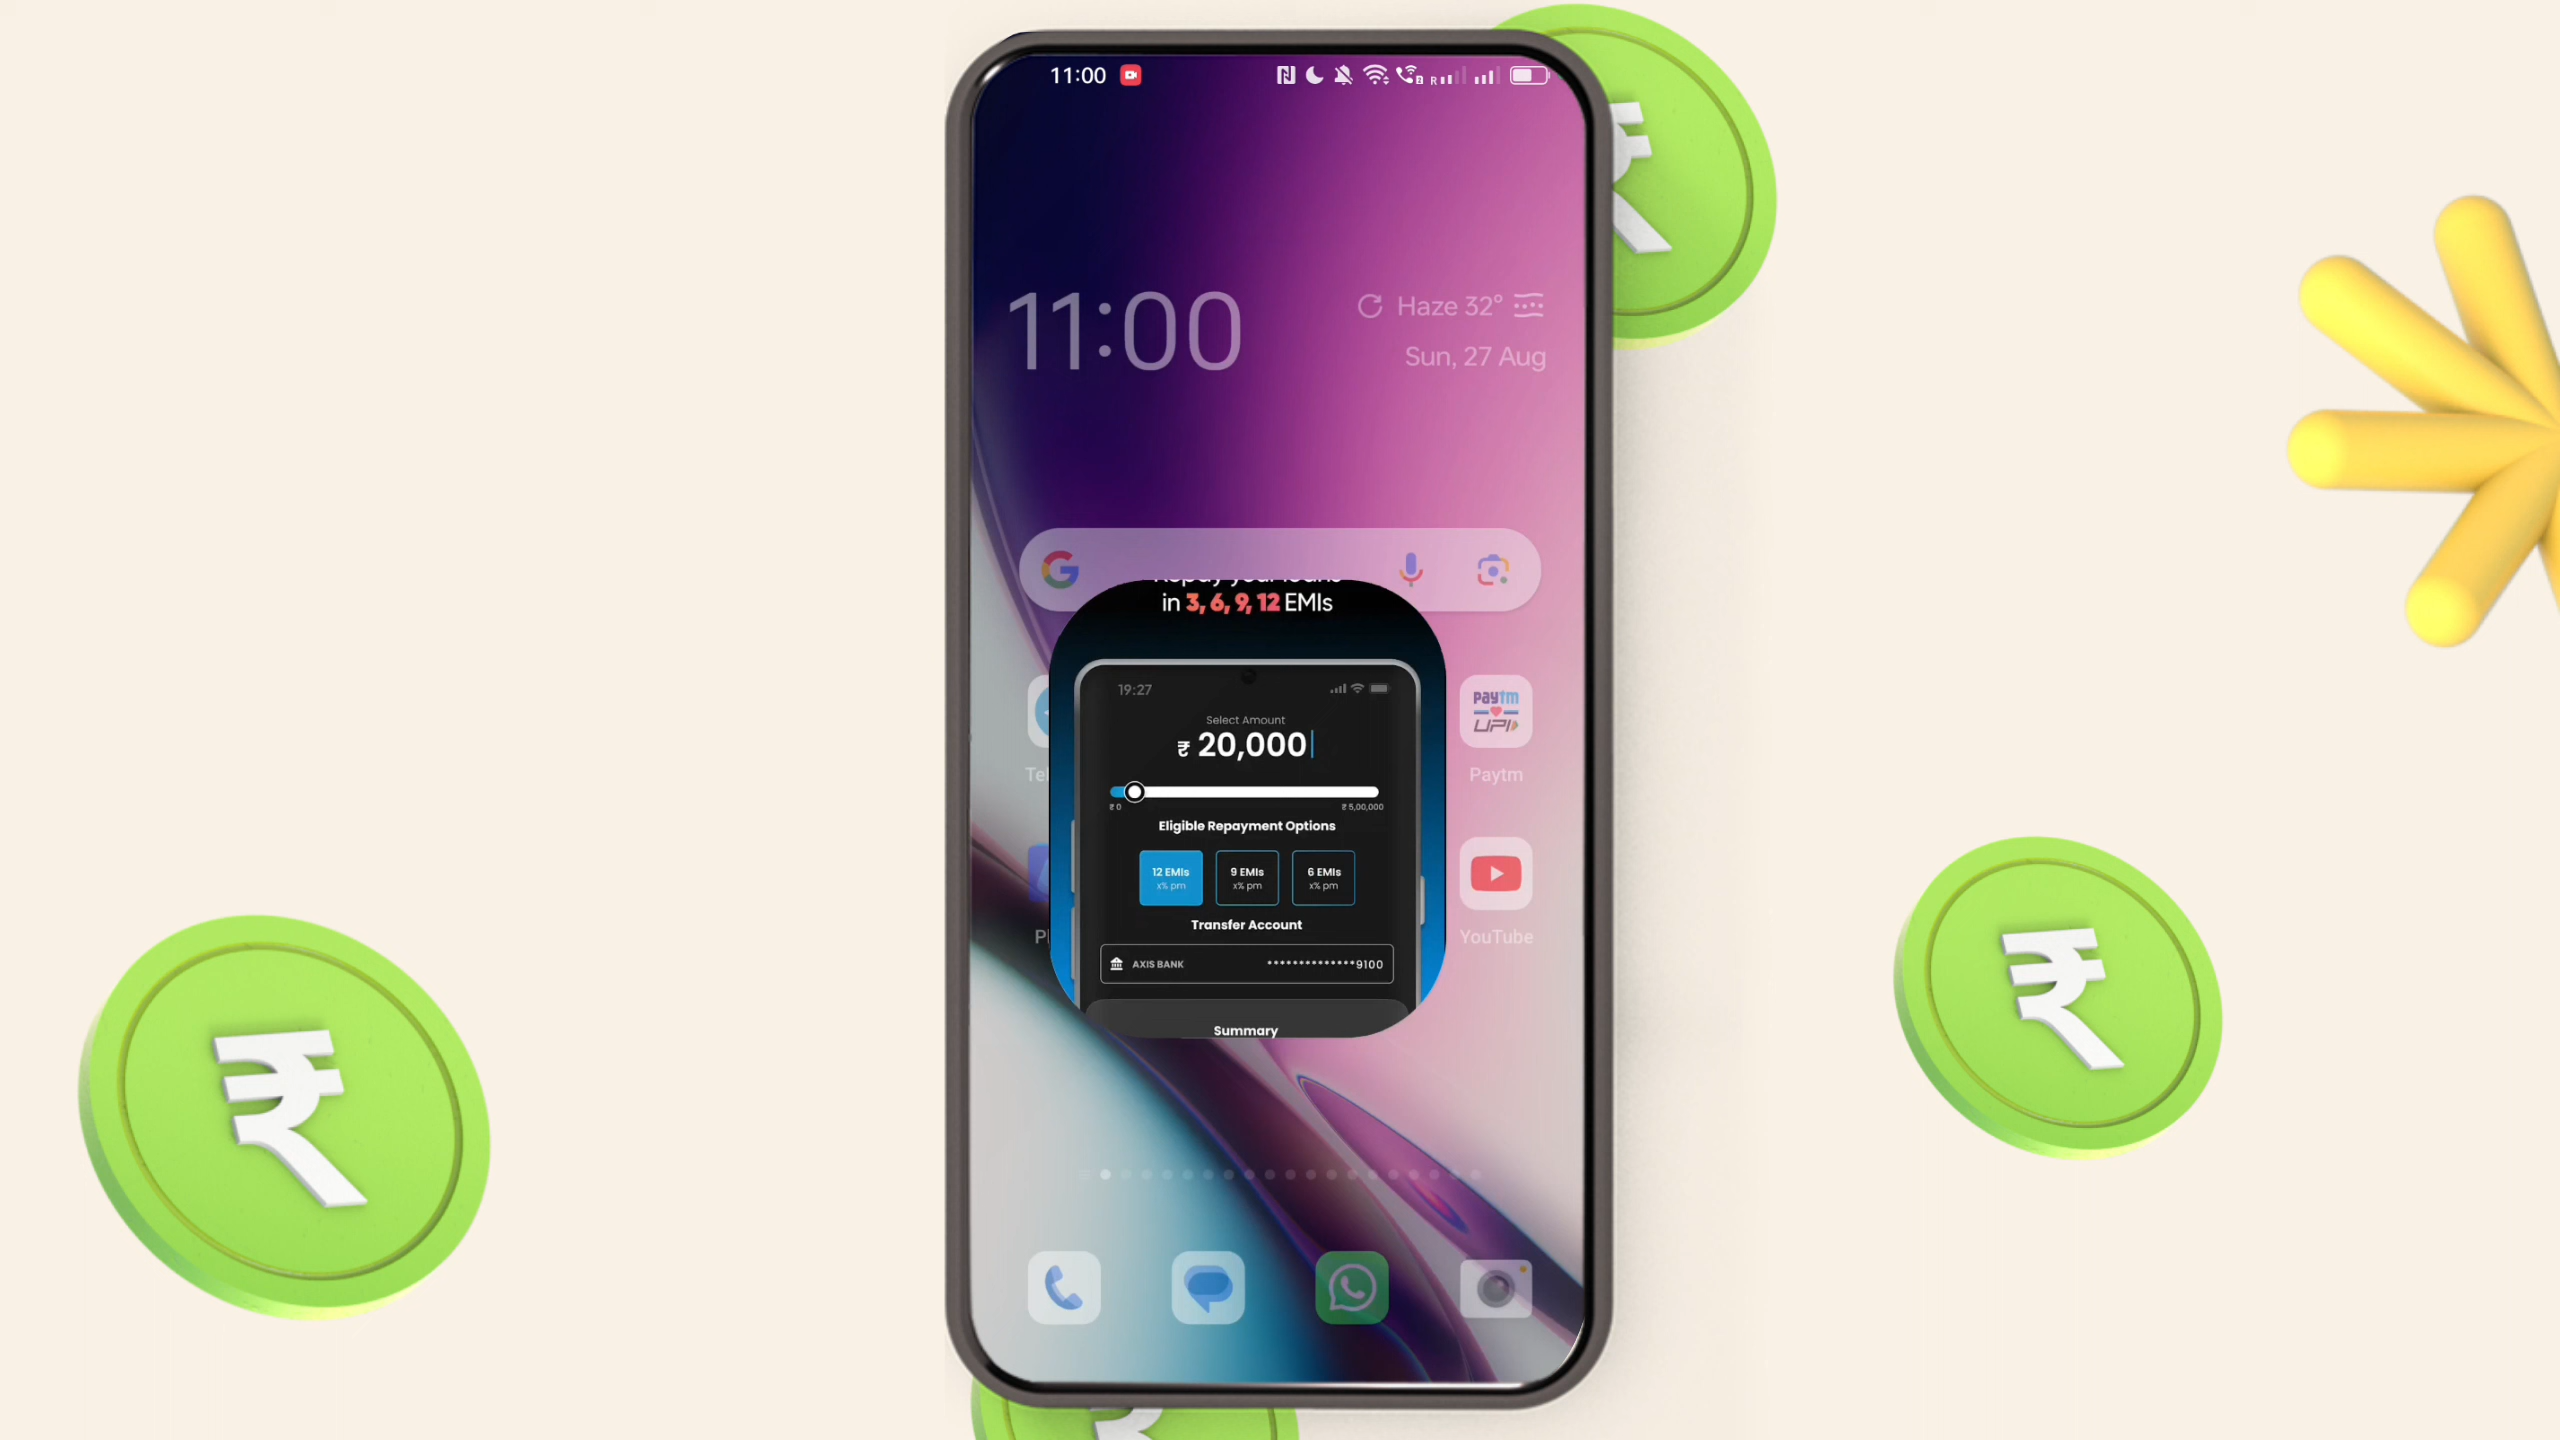 11:00
11:00
Haze 32°
Sun, 27 Aug
in 3, 6, 9, 12 EMIs
19:27
Select Amount
₹ 20,000
₹ 0
₹ 5,00,000
Eligible Repayment Options
12 EMIs
x% pm
9 EMIs
x% pm
6 EMIs
x% pm
Transfer Account
AXIS BANK
**************9100
Summary
paytm
UPI
Paytm
YouTube
₹
₹
₹